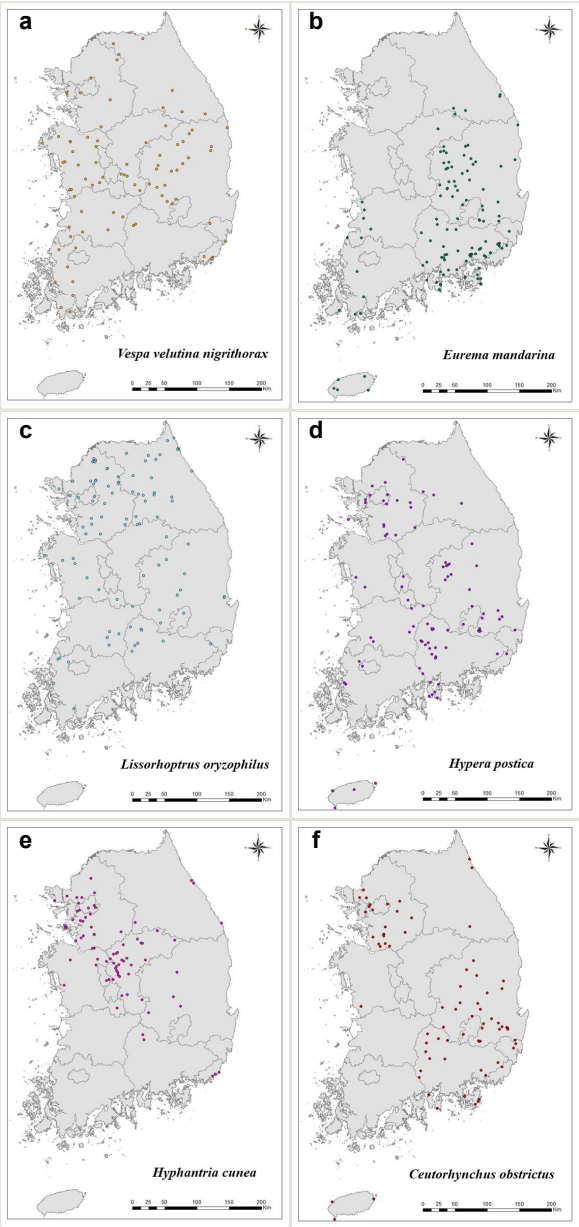 a
Vespa velutina nigrithorax
0 25 50 100 150 200
Km
b
Eurema mandarina
0 25 50 100 150 200
Km
c
Lissorhoptrus oryzophilus
0 25 50 100 150 200
Km
d
Hypera postica
0 25 50 100 150 200
Km
e
Hyphantria cunea
0 25 50 100 150 200
Km
f
Ceutorhynchus obstrictus
0 25 50 100 150 200
Km